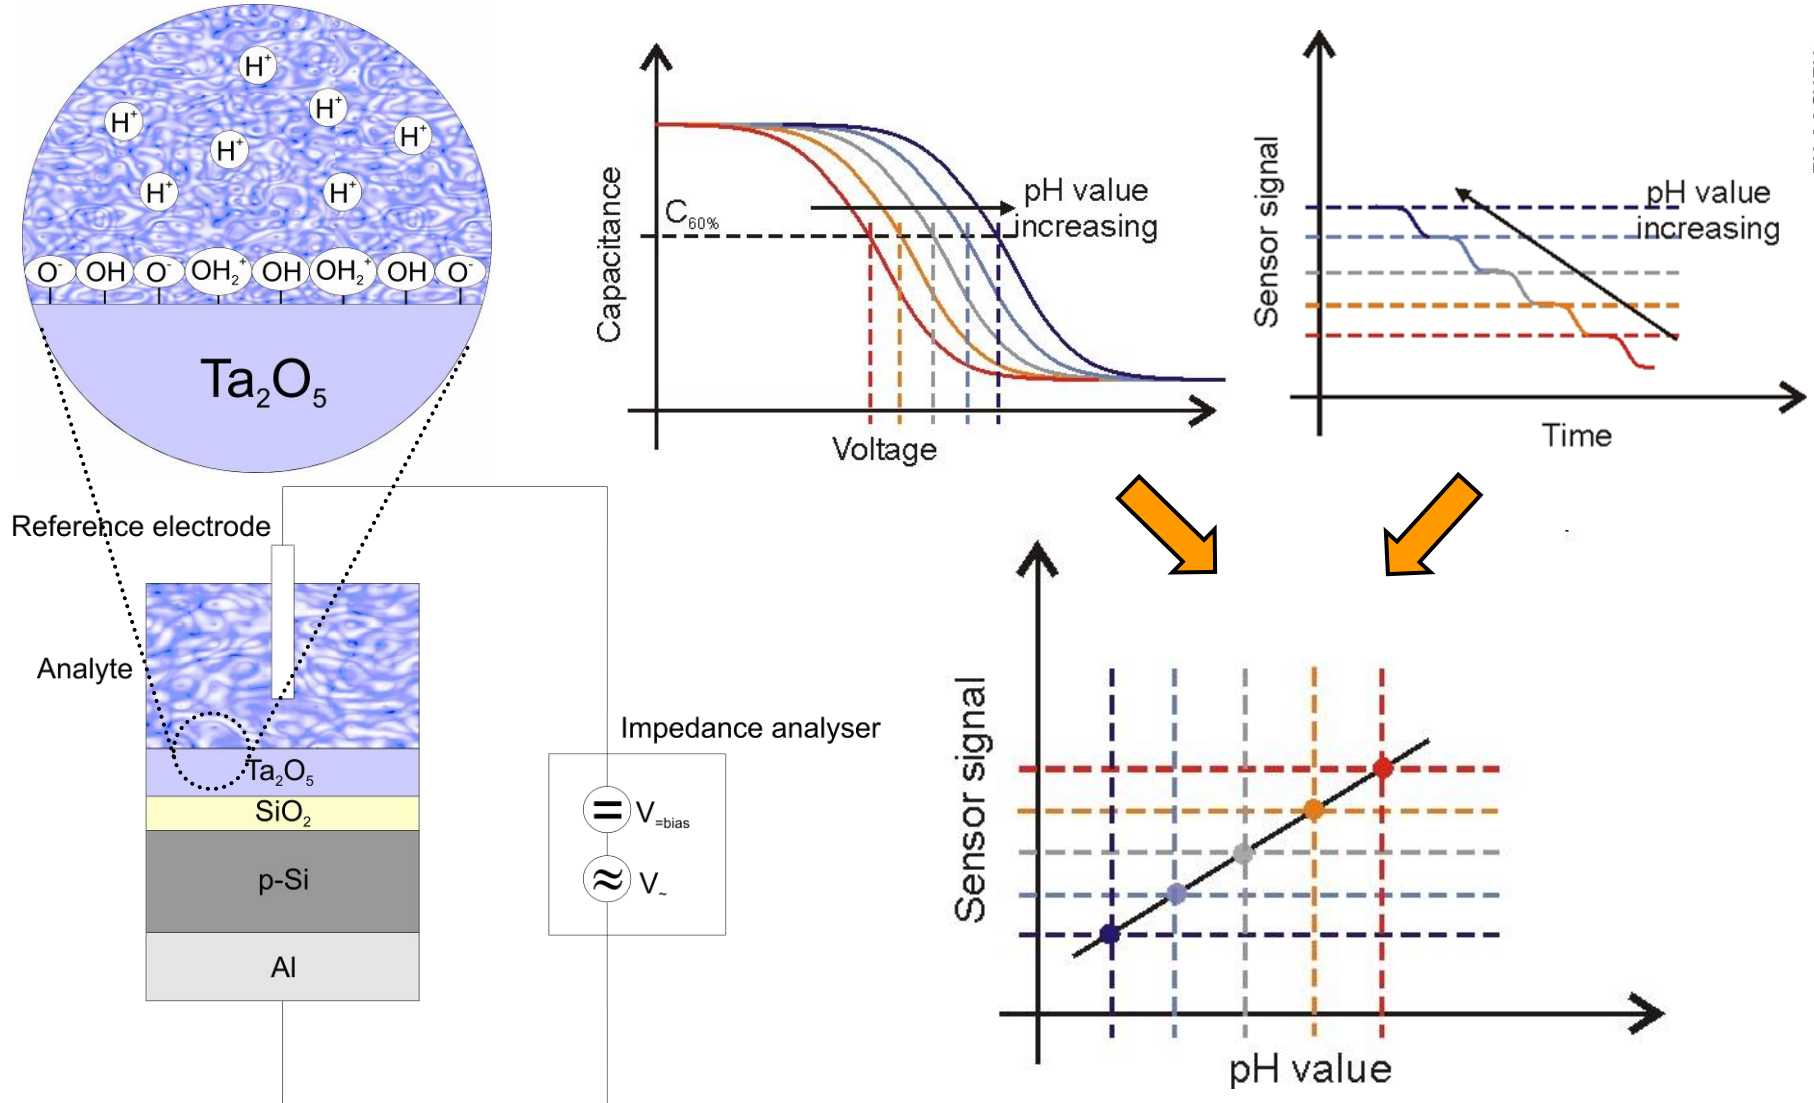 H⁺
H⁺
H⁺
H⁺
H⁺
H⁺
H⁺
O⁻ OH O⁻ OH₂⁺ OH OH₂⁺ OH O⁻
Ta₂O₅
Reference electrode
Analyte
Ta₂O₅
SiO₂
p-Si
Al
Impedance analyser
V₌bias
V~
Capacitance
C60%
pH value
increasing
Voltage
Sensor signal
pH value
increasing
Time
Sensor signal
pH value